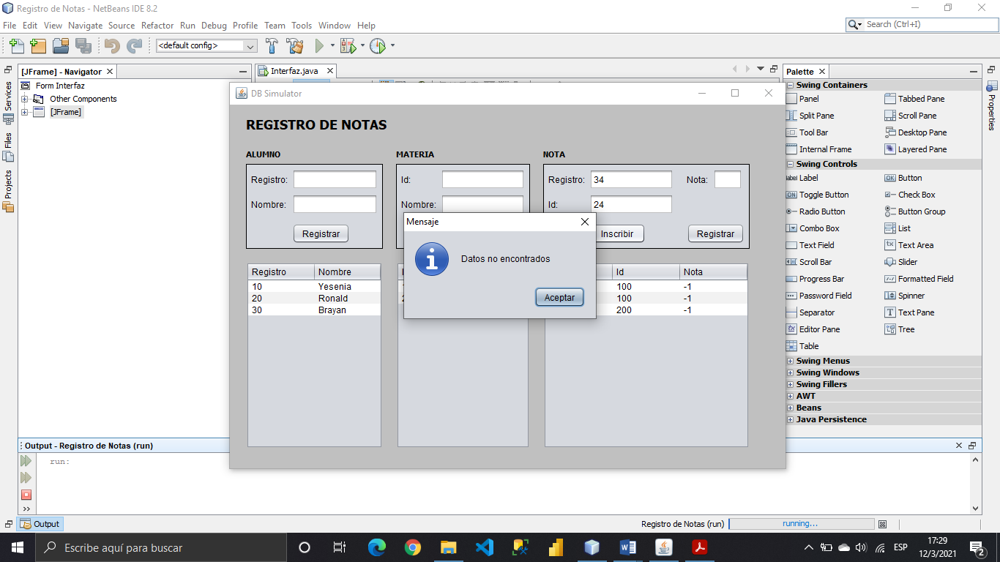 Registro de Notas - NetBeans IDE 8.2
File Edit View Navigate Source Refactor Run Debug Profile Team Tools Window Help
Search (Ctrl+I)
<default config>
[JFrame] - Navigator
Interfaz.java
Palette
Services
Files
Projects
Properties
Form Interfaz
Other Components
[JFrame]
DB Simulator
REGISTRO DE NOTAS
ALUMNO MATERIA NOTA
Registro: Id: Registro: 34 Nota:
Nombre: Nombre: Id: 24
Registrar Inscribir Registrar
Mensaje
Datos no encontrados
Aceptar
Registro Nombre
10 Yesenia
20 Ronald
30 Brayan
Id Nota
100 -1
100 -1
200 -1
Swing Containers
Panel Tabbed Pane
Split Pane Scroll Pane
Tool Bar Desktop Pane
Internal Frame Layered Pane
Swing Controls
Label Button
Toggle Button Check Box
Radio Button Button Group
Combo Box List
Text Field Text Area
Scroll Bar Slider
Progress Bar Formatted Field
Password Field Spinner
Separator Text Pane
Editor Pane Tree
Table
Swing Menus
Swing Windows
Swing Fillers
AWT
Beans
Java Persistence
Output - Registro de Notas (run)
run:
Output
Registro de Notas (run) running...
Escribe aquí para buscar
ESP
17:29
12/3/2021
2